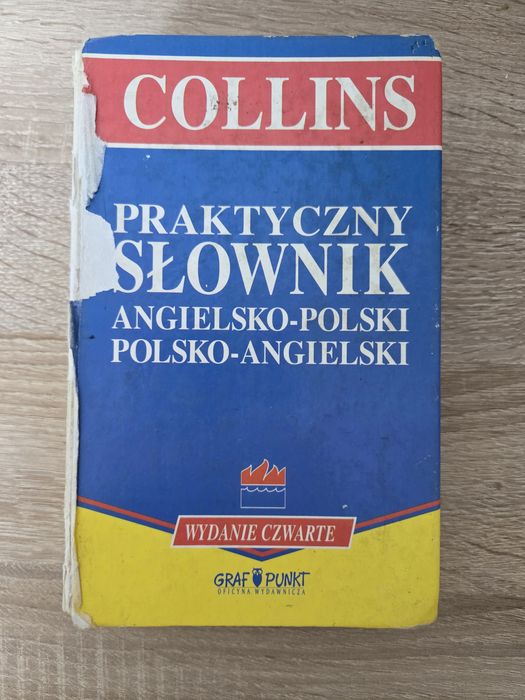 COLLINS
PRAKTYCZNY
SŁOWNIK
ANGIELSKO-POLSKI
POLSKO-ANGIELSKI
WYDANIE CZWARTE
GRAF PUNKT
OFICYNA WYDAWNICZA